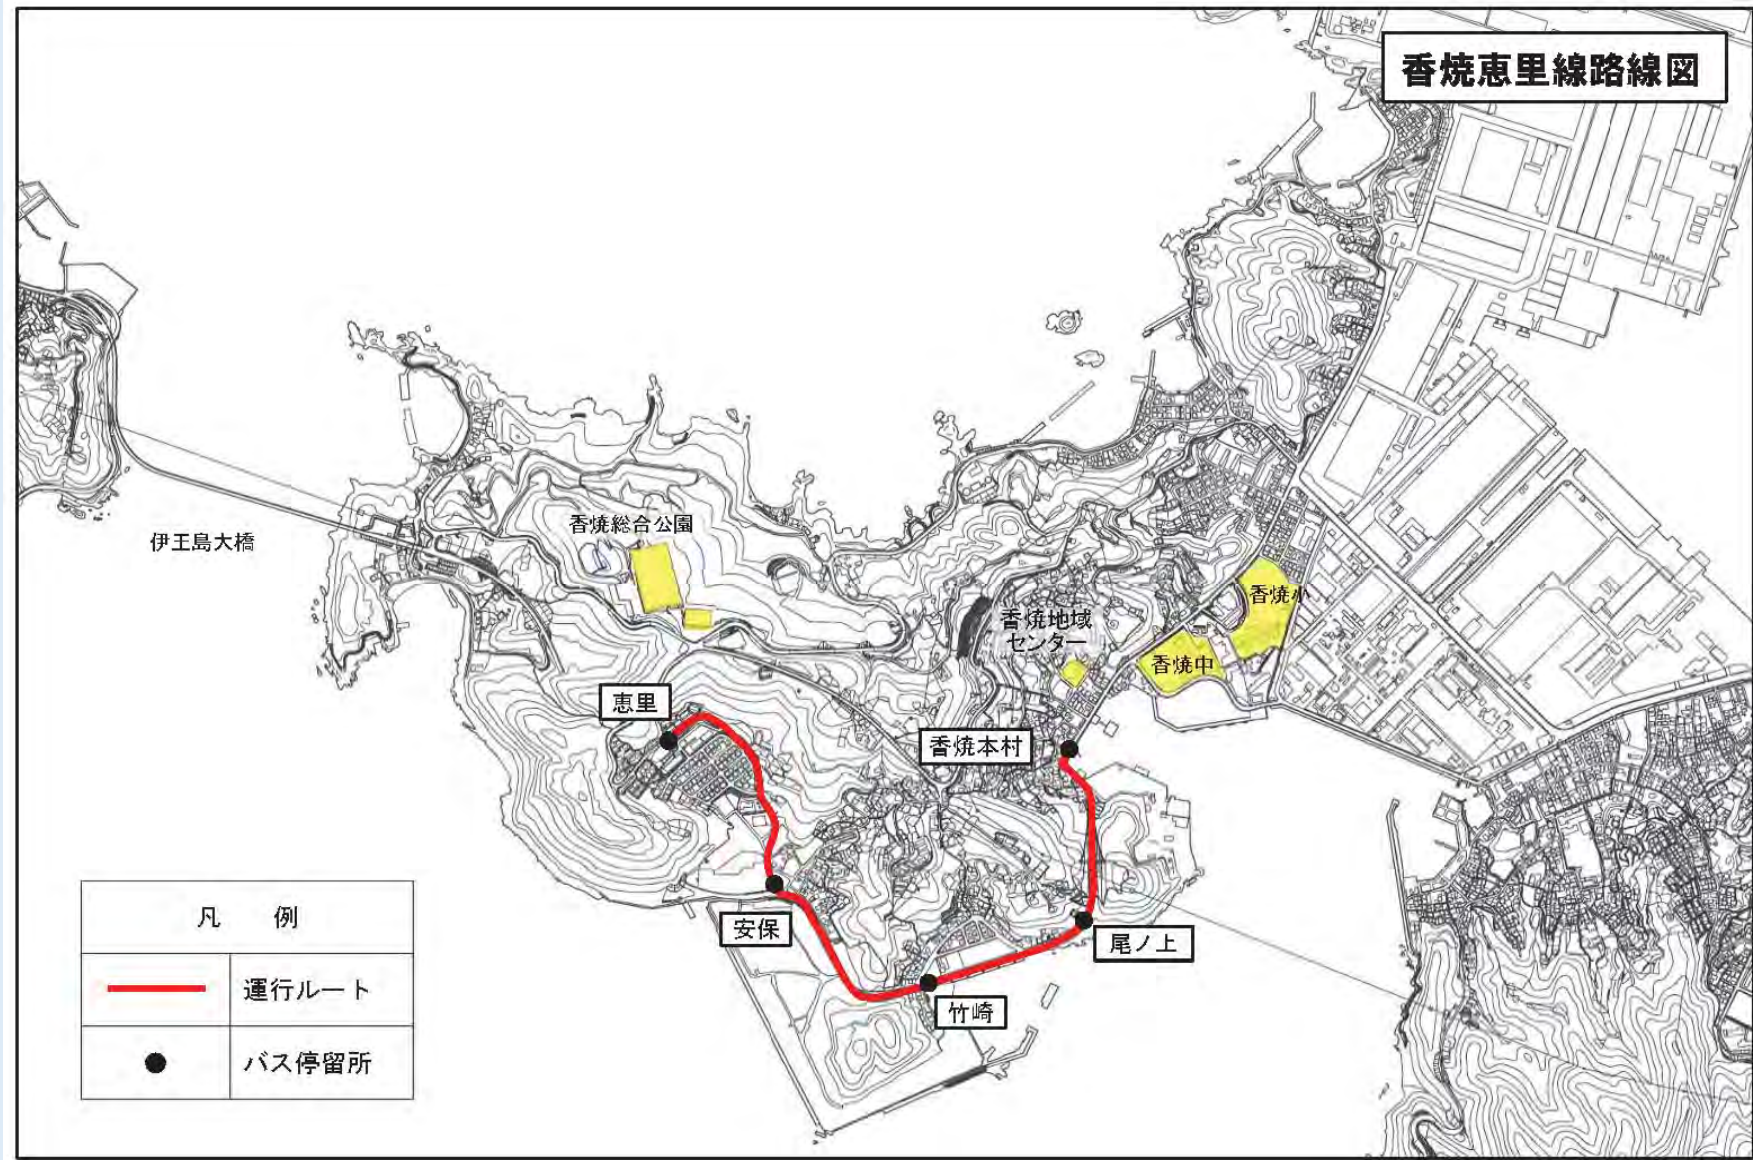 香焼恵里線路線図
香焼総合公園
伊王島大橋
香焼小
香焼地域
センター
香焼中
恵里
香焼本村
安保
尾ノ上
竹崎
凡 例
運行ルート
バス停留所